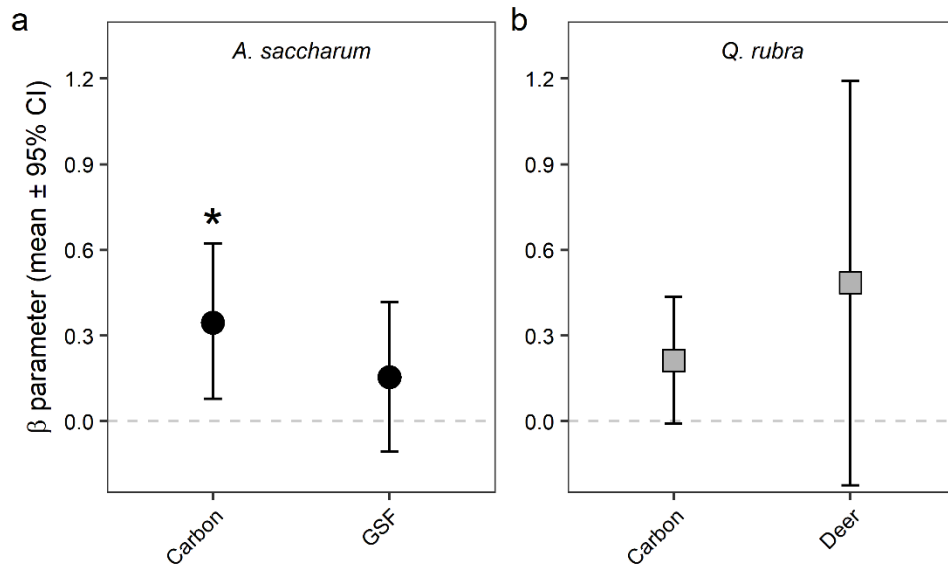 a
A. saccharum
b
Q. rubra
β parameter (mean ± 95% CI)
1.2
0.9
0.6
0.3
0.0
*
1.2
0.9
0.6
0.3
0.0
Carbon
GSF
Carbon
Deer